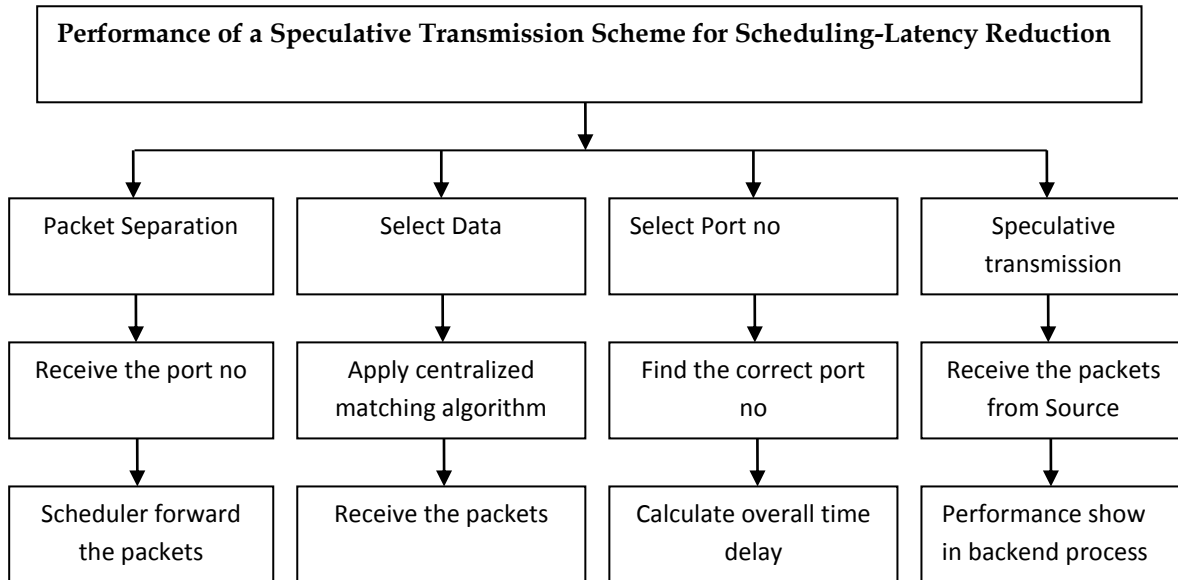 Performance of a Speculative Transmission Scheme for Scheduling-Latency Reduction
Packet Separation
Select Data
Select Port no
Speculative
transmission
Receive the port no
Apply centralized
matching algorithm
Find the correct port
no
Receive the packets
from Source
Scheduler forward
the packets
Receive the packets
Calculate overall time
delay
Performance show
in backend process